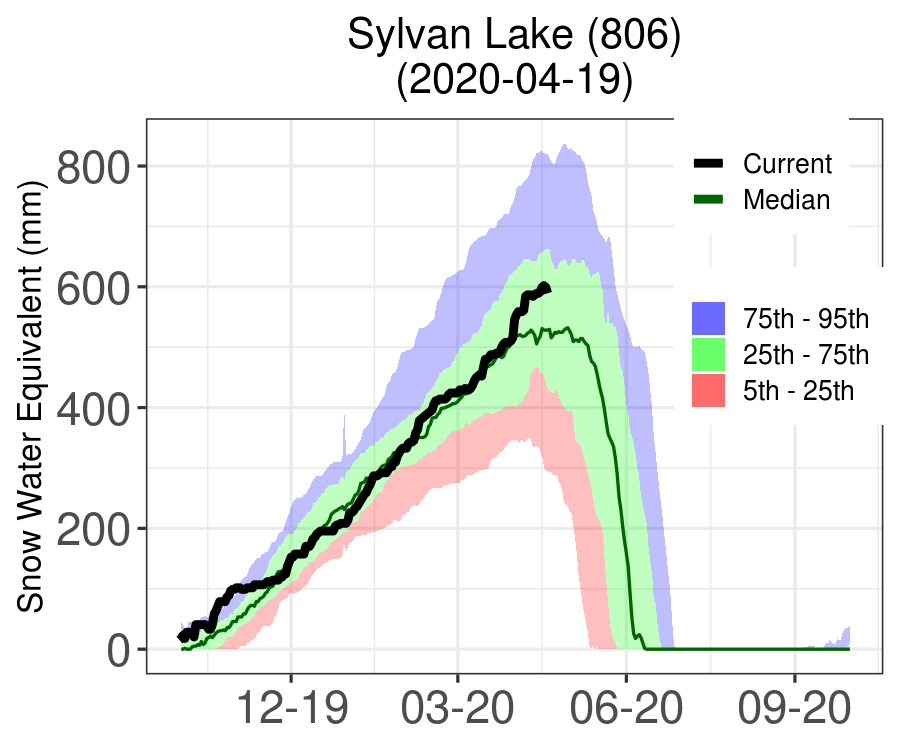 Sylvan Lake (806)
(2020-04-19)
Snow Water Equivalent (mm)
800
600
400
200
0
12-19
03-20
06-20
09-20
Current
Median
75th - 95th
25th - 75th
5th - 25th